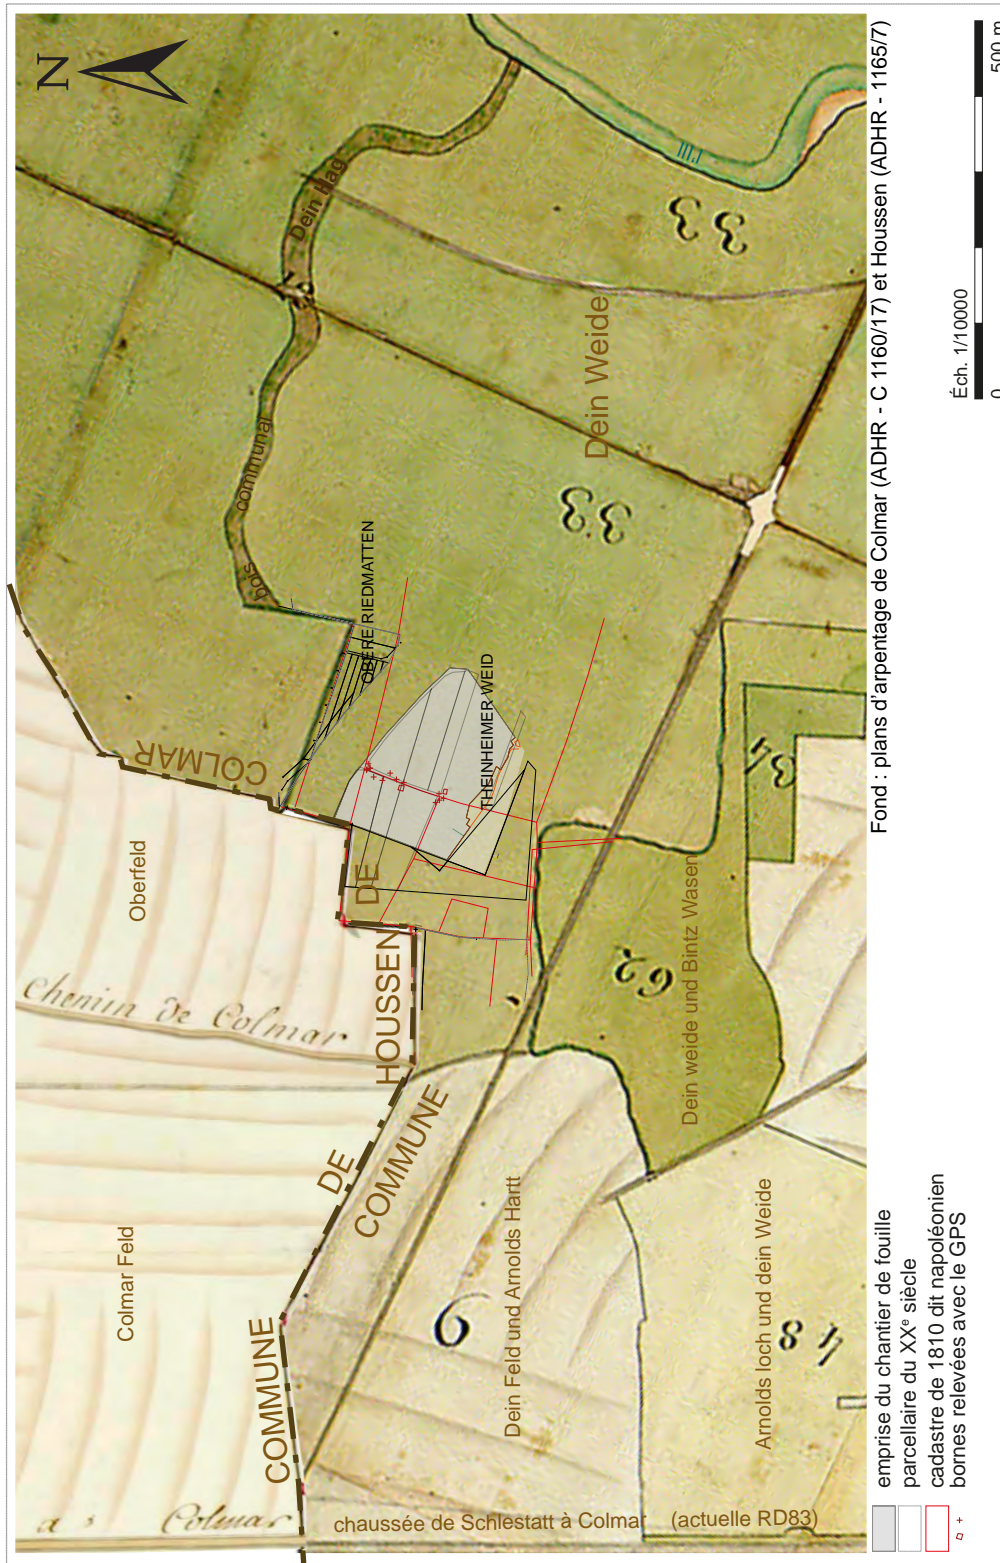 N
Dein Hag
communal
bois
33
33
Dein Weide
OBERE RIEDMATTEN
THEINHEIMER WEID
COLMAR
DE
HOUSSEN
DE
COMMUNE
COMMUNE
Oberfeld
Chemin de Colmar
Colmar Feld
34
62
Dein weide und Bintz Wasen
9
Dein Feld und Arnolds Hartt
Arnolds loch und dein Weide
48
a
Colmar
chaussée de Schlestatt à Colmar (actuelle RD83)
Fond : plans d'arpentage de Colmar (ADHR - C 1160/17) et Houssen (ADHR - 1165/7)
Éch. 1/10000
0 500 m
emprise du chantier de fouille
parcellaire du XXe siècle
cadastre de 1810 dit napoléonien
bornes relevées avec le GPS